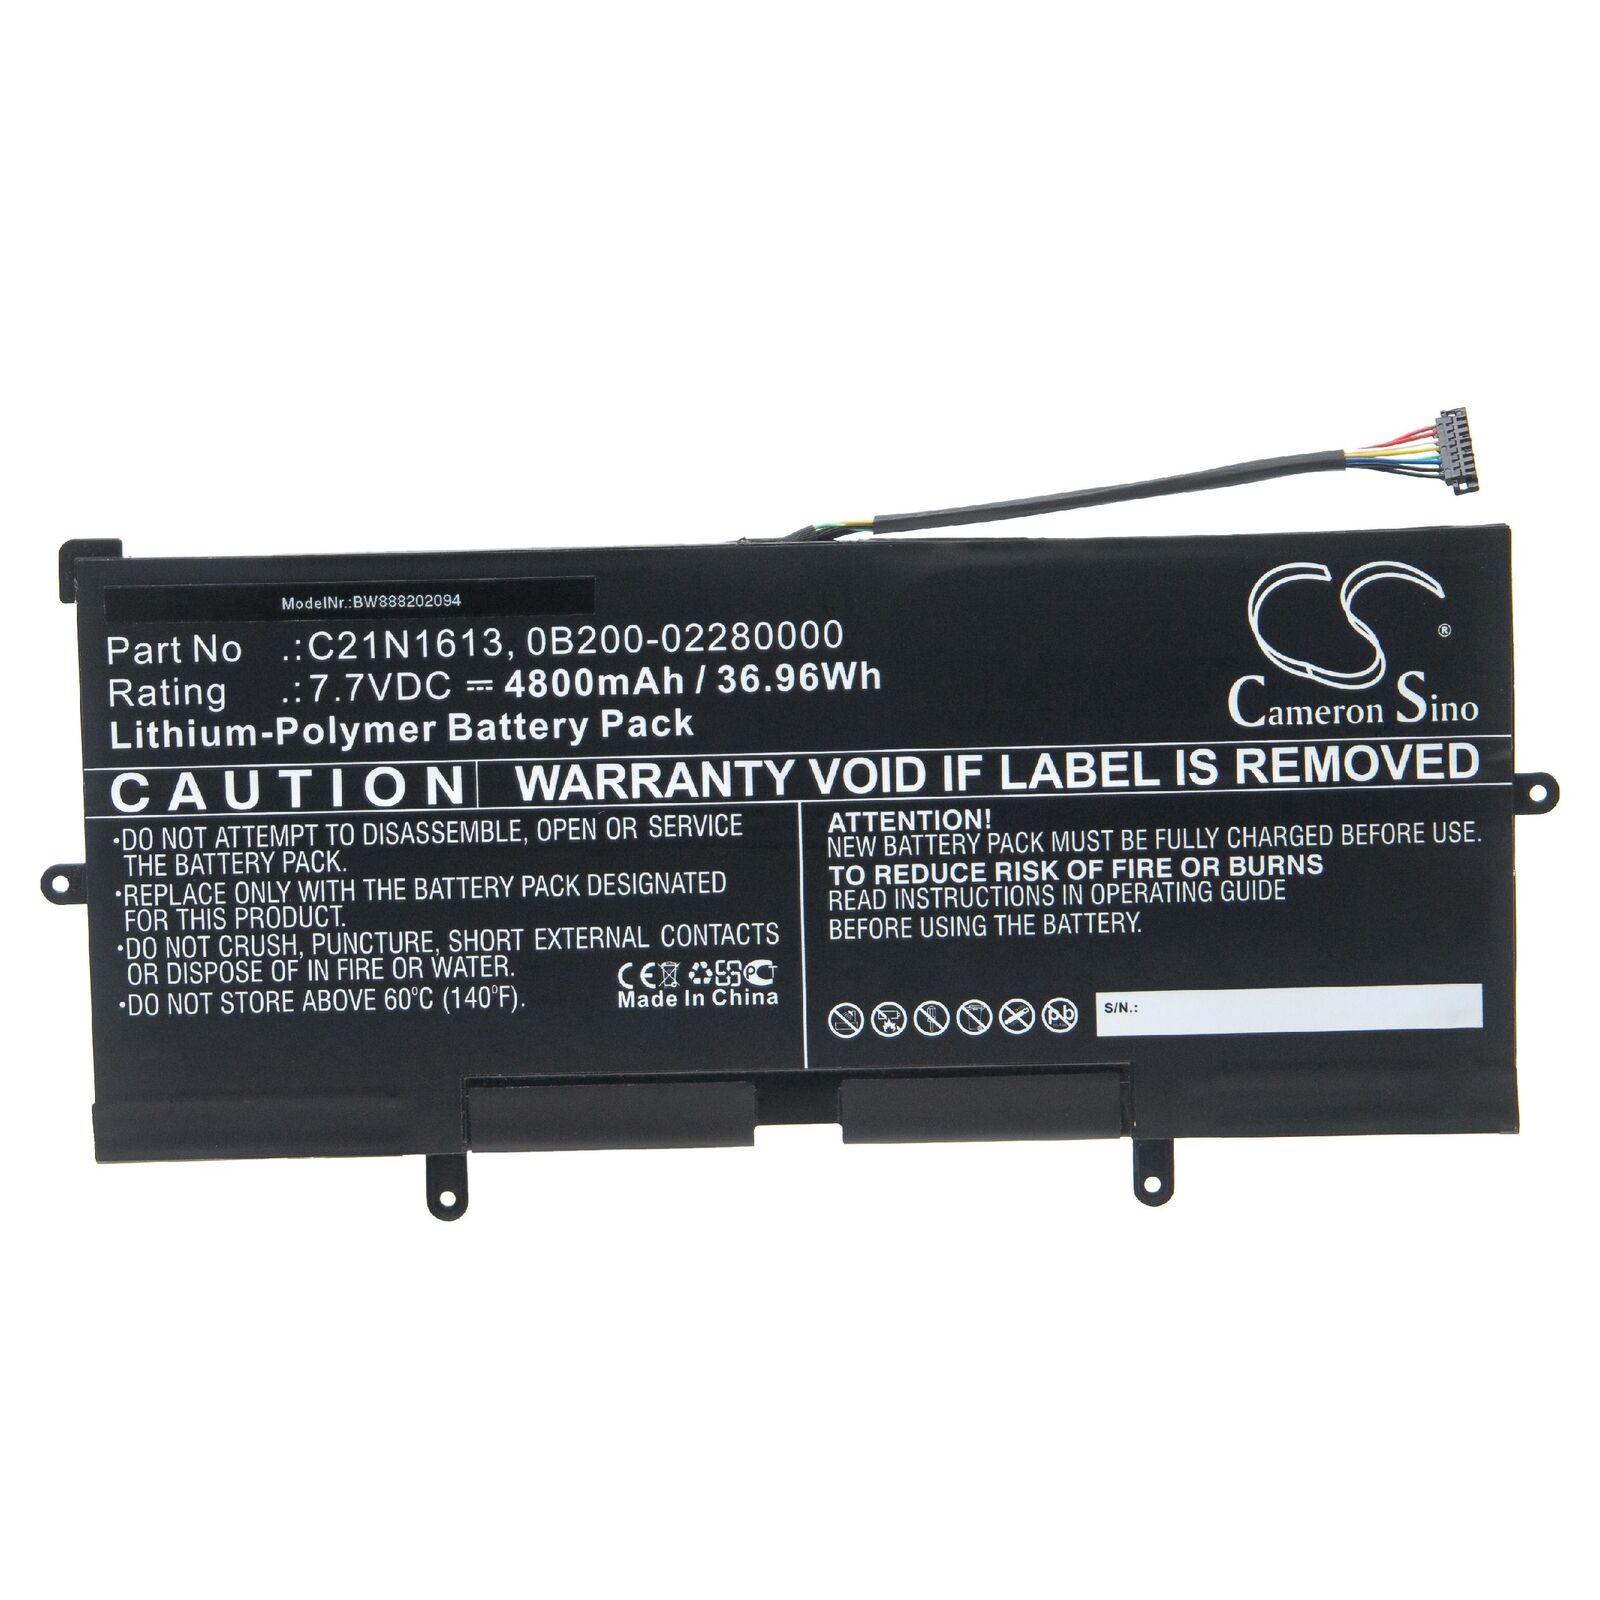 ModelNr.:BW888202094
Part No .:C21N1613, 0B200-02280000
Rating .:7.7VDC ⎓ 4800mAh / 36.96Wh
Lithium-Polymer Battery Pack
CS ®
Cameron Sino
CAUTION
WARRANTY VOID IF LABEL IS REMOVED
•DO NOT ATTEMPT TO DISASSEMBLE, OPEN OR SERVICE
THE BATTERY PACK.
•REPLACE ONLY WITH THE BATTERY PACK DESIGNATED
FOR THIS PRODUCT.
•DO NOT CRUSH, PUNCTURE, SHORT EXTERNAL CONTACTS
OR DISPOSE OF IN FIRE OR WATER.
•DO NOT STORE ABOVE 60°C (140°F).
CE
PCT
Made In China
ATTENTION!
NEW BATTERY PACK MUST BE FULLY CHARGED BEFORE USE.
TO REDUCE RISK OF FIRE OR BURNS
READ INSTRUCTIONS IN OPERATING GUIDE
BEFORE USING THE BATTERY.
pb
S/N.: